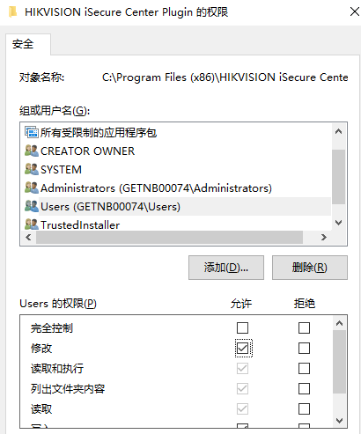 HIKVISION iSecure Center Plugin 的权限
安全
对象名称: C:\Program Files (x86)\HIKVISION iSecure Cente
组或用户名(G):
所有受限制的应用程序包
CREATOR OWNER
SYSTEM
Administrators (GETNB00074\Administrators)
Users (GETNB00074\Users)
TrustedInstaller
添加(D)... 删除(R)
Users 的权限(P) 允许 拒绝
完全控制
修改
读取和执行
列出文件夹内容
读取